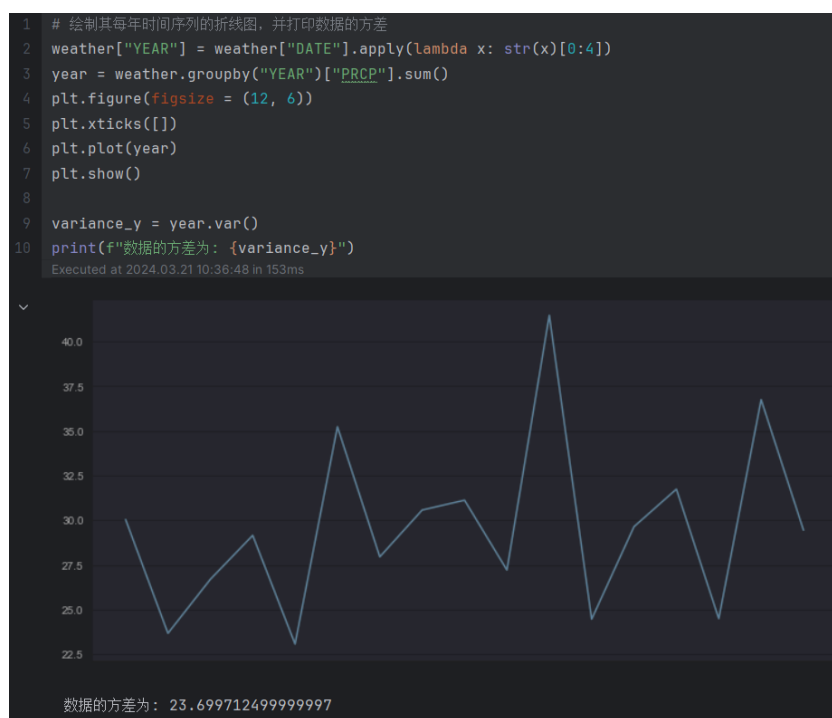 1 # 绘制其每年时间序列的折线图，并打印数据的方差
2 weather["YEAR"] = weather["DATE"].apply(lambda x: str(x)[0:4])
3 year = weather.groupby("YEAR")["PRCP"].sum()
4 plt.figure(figsize = (12, 6))
5 plt.xticks([])
6 plt.plot(year)
7 plt.show()
8
9 variance_y = year.var()
10 print(f"数据的方差为: {variance_y}")
Executed at 2024.03.21 10:36:48 in 153ms
40.0
37.5
35.0
32.5
30.0
27.5
25.0
22.5
数据的方差为: 23.699712499999997